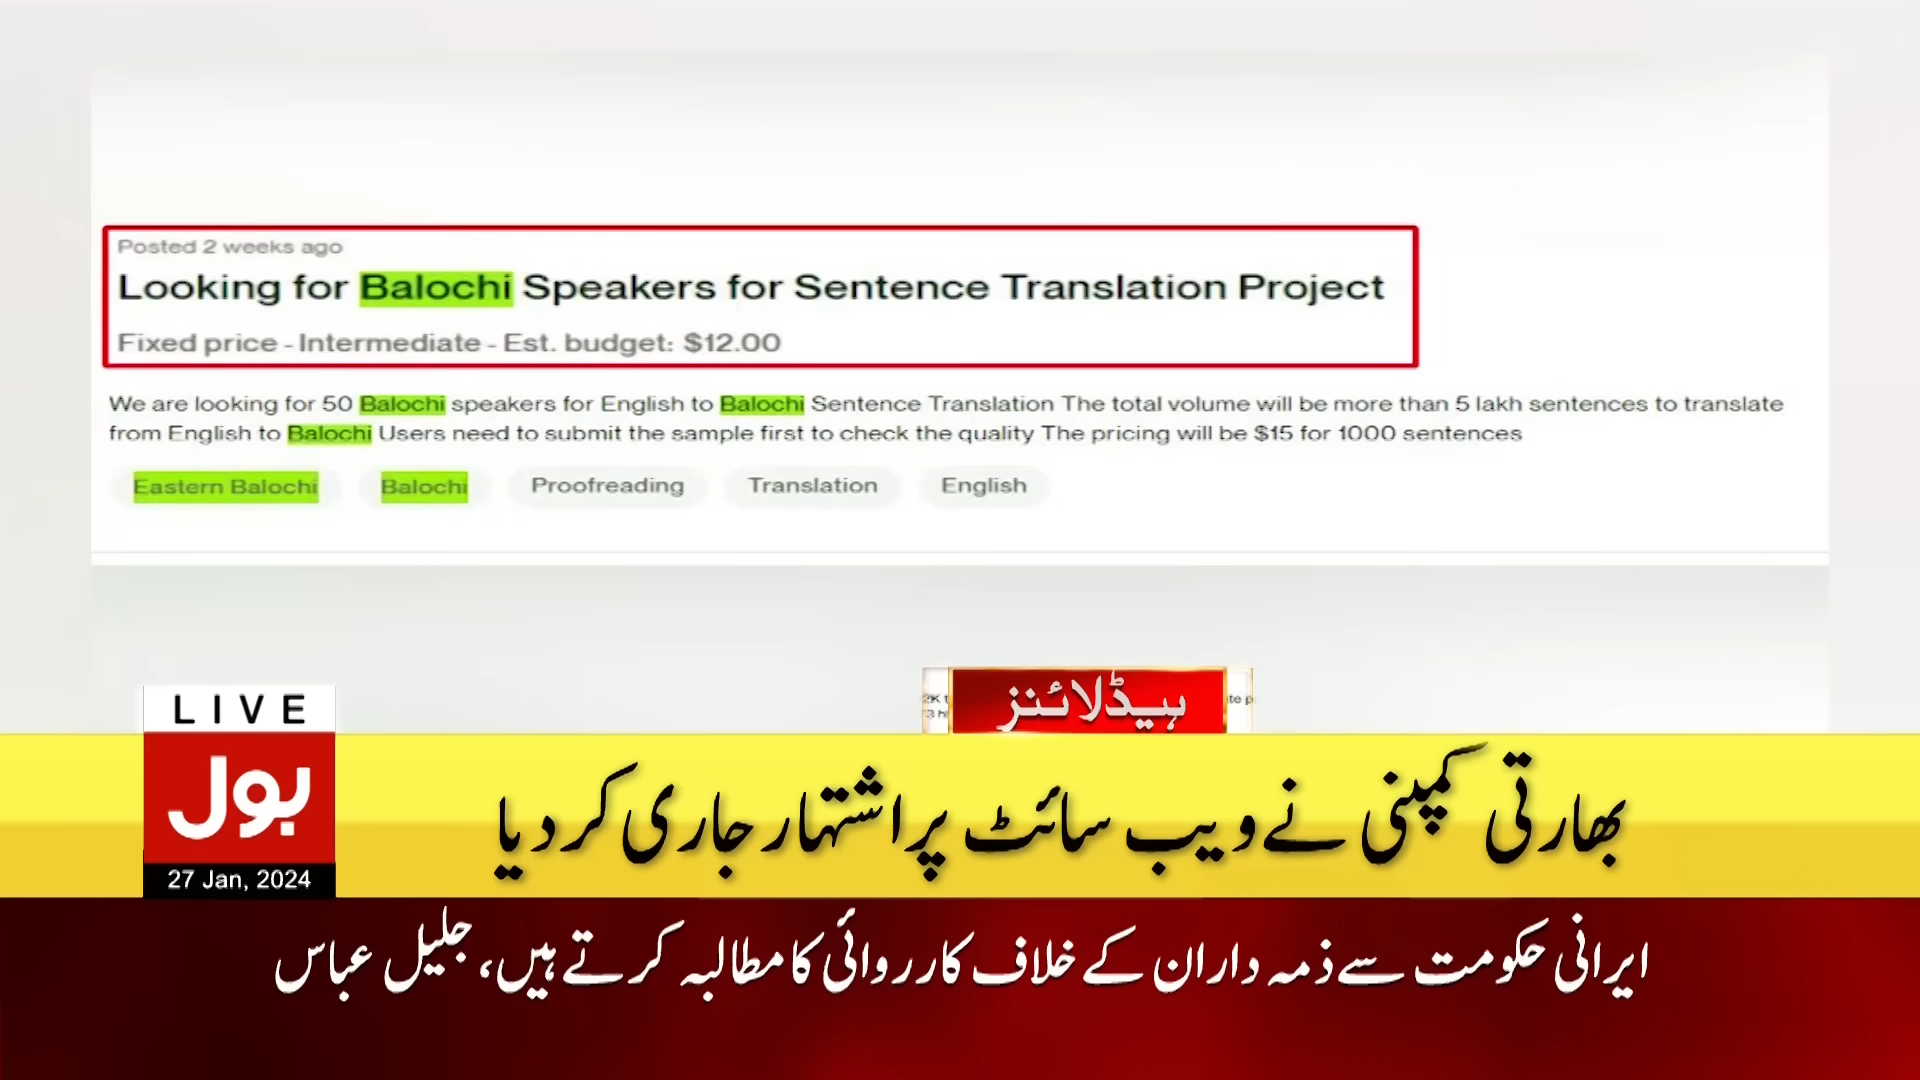 Posted 2 weeks ago
Looking for Balochi Speakers for Sentence Translation Project
Fixed price - Intermediate - Est. budget: $12.00
We are looking for 50 Balochi speakers for English to Balochi Sentence Translation The total volume will be more than 5 lakh sentences to translate
from English to Balochi Users need to submit the sample first to check the quality The pricing will be $15 for 1000 sentences
Eastern Balochi Balochi Proofreading Translation English
ہیڈلائنز
LIVE
بول
27 Jan, 2024
بھارتی کمپنی نے ویب سائٹ پر اشتہار جاری کردیا
ایرانی حکومت سے ذمہ داران کے خلاف کارروائی کا مطالبہ کرتے ہیں، جلیل عباس